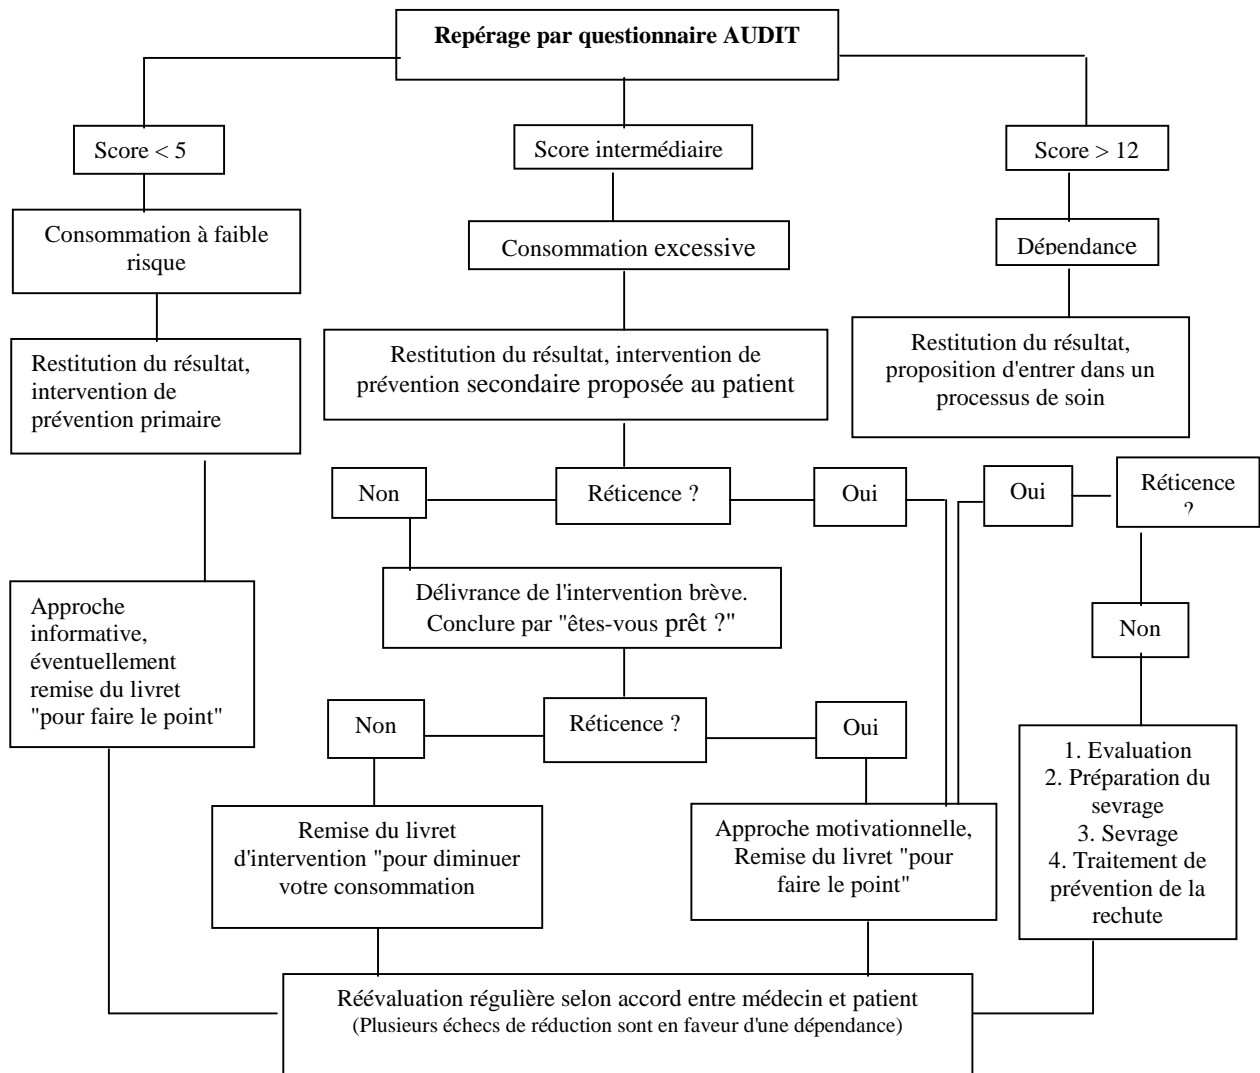 Repérage par questionnaire AUDIT
Score < 5
Score intermédiaire
Score > 12
Consommation à faible
risque
Consommation excessive
Dépendance
Restitution du résultat,
intervention de
prévention primaire
Restitution du résultat, intervention de
prévention secondaire proposée au patient
Restitution du résultat,
proposition d'entrer dans un
processus de soin
Non
Réticence ?
Oui
Oui
Réticence
?
Approche
informative,
éventuellement
remise du livret
"pour faire le point"
Délivrance de l'intervention brève.
Conclure par "êtes-vous prêt ?"
Non
Non
Réticence ?
Oui
1. Evaluation
2. Préparation du
sevrage
3. Sevrage
4. Traitement de
prévention de la
rechute
Remise du livret
d'intervention "pour diminuer
votre consommation
Approche motivationnelle,
Remise du livret "pour
faire le point"
Réévaluation régulière selon accord entre médecin et patient
(Plusieurs échecs de réduction sont en faveur d'une dépendance)